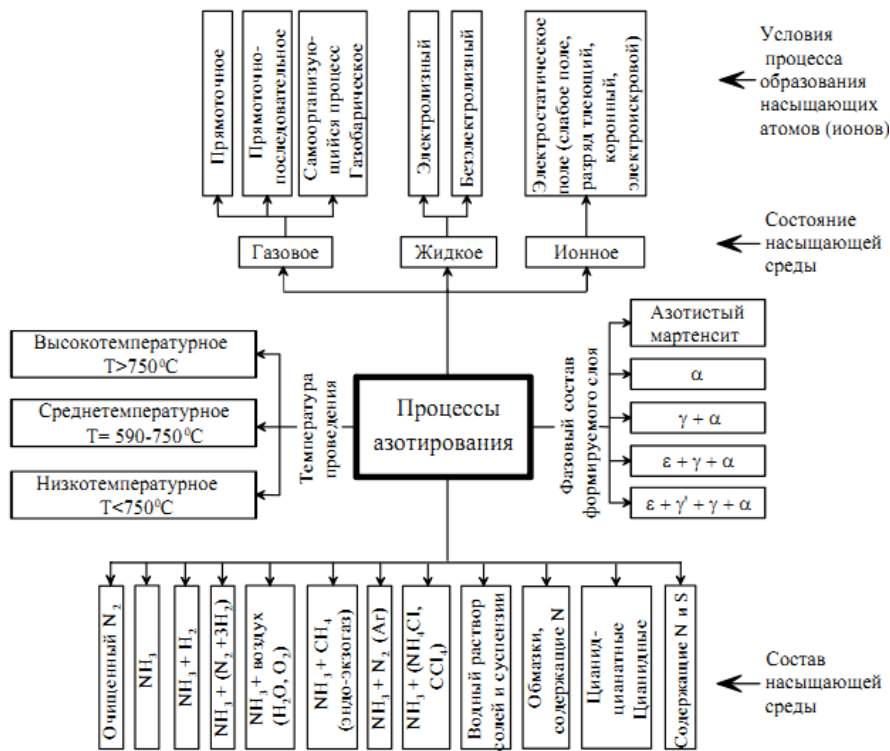 Прямоточное
Прямоточно-
последовательное
Самоорганизую-
щийся процесс
Газобарическое
Электролизный
Безэлектролизный
Электростатическое
поле (слабое поле,
разряд тлеющий,
коронный,
электроискровой)
Условия
процесса
образования
насыщающих
атомов (ионов)
Газовое
Жидкое
Ионное
Состояние
насыщающей
среды
Высокотемпературное
T>750⁰C
Среднетемпературное
T= 590-750⁰C
Низкотемпературное
T<750⁰C
Температура
проведения
Процессы
азотирования
Фазовый состав
формируемого слоя
Азотистый
мартенсит
α
γ + α
ε + γ + α
ε + γ' + γ + α
Очищенный N₂
NH₃
NH₃ + H₂
NH₃ + (N₂ +3H₂)
NH₃ + воздух
(H₂O, O₂)
NH₃ + CH₄
(эндо-экзогаз)
NH₃ + N₂ (Ar)
NH₃ + (NH₄Cl,
CCl₄)
Водный раствор
солей и суспензии
Обмазки,
содержащие N
Цианид-
цианатные
Цианидные
Содержащие N и S
Состав
насыщающей
среды